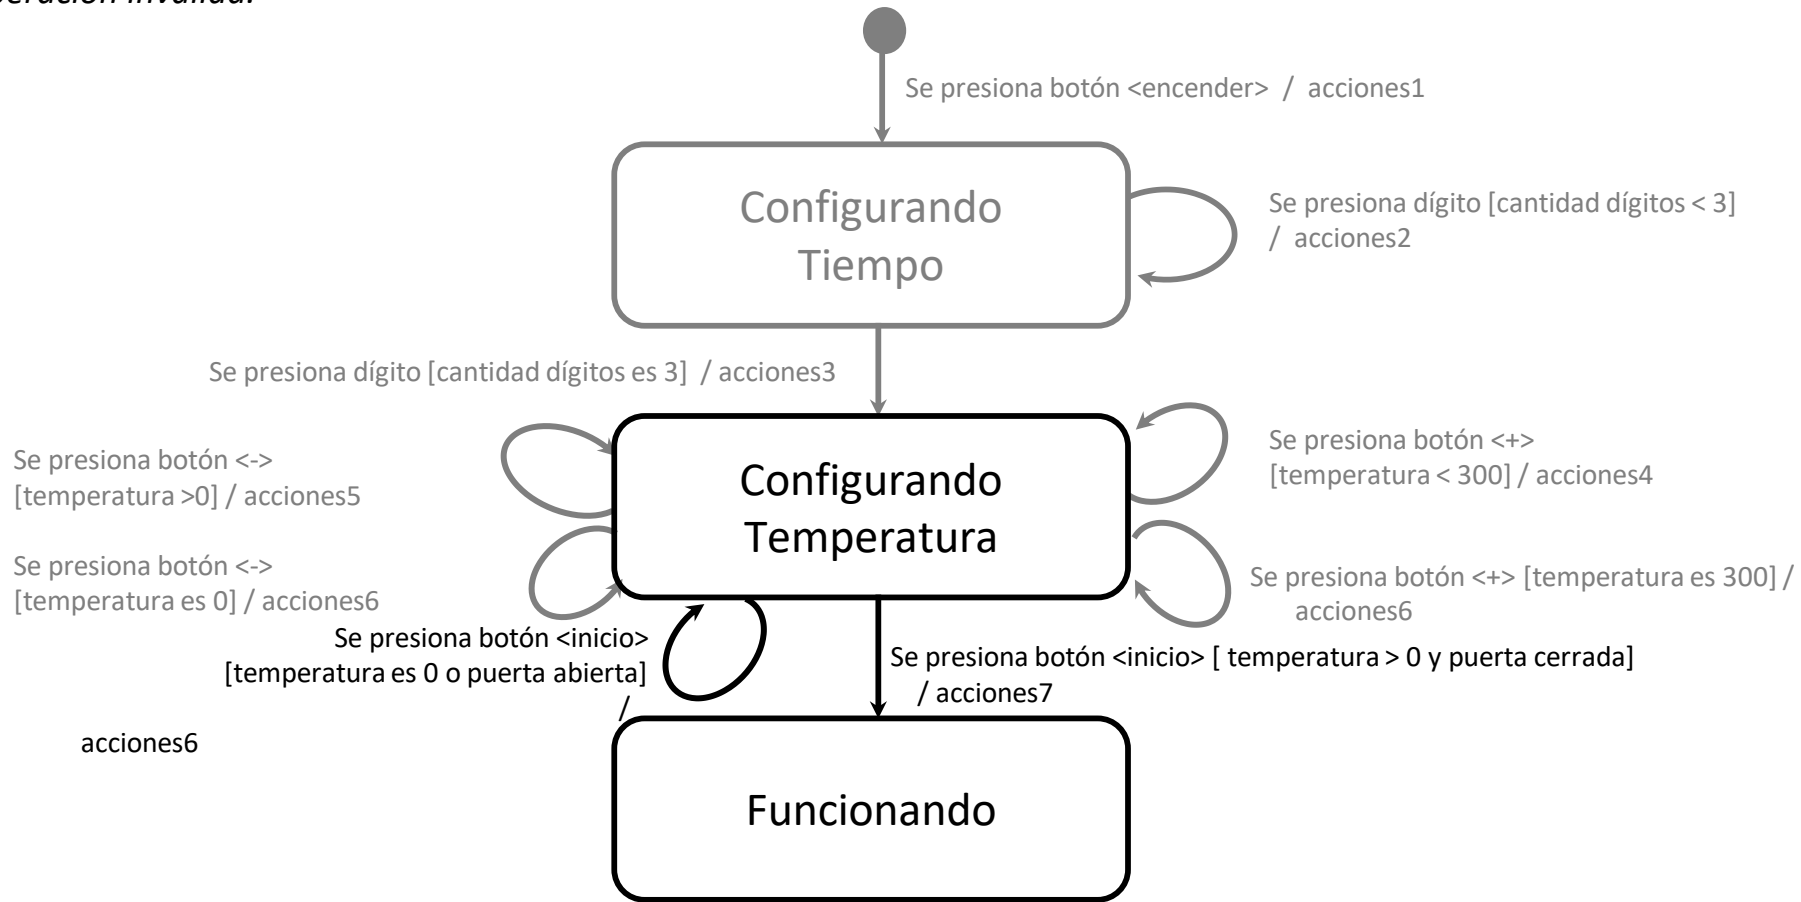 eración inválida.
Se presiona botón <encender> / acciones1
Configurando
Tiempo
Se presiona dígito [cantidad dígitos < 3]
/ acciones2
Se presiona dígito [cantidad dígitos es 3] / acciones3
Se presiona botón <->
[temperatura >0] / acciones5
Configurando
Temperatura
Se presiona botón <+>
[temperatura < 300] / acciones4
Se presiona botón <->
[temperatura es 0] / acciones6
Se presiona botón <+> [temperatura es 300] /
acciones6
Se presiona botón <inicio>
[temperatura es 0 o puerta abierta]
/
acciones6
Se presiona botón <inicio> [ temperatura > 0 y puerta cerrada]
/ acciones7
Funcionando